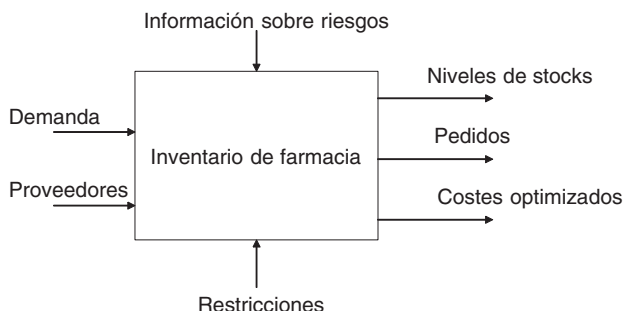 Información sobre riesgos
Niveles de stocks
Demanda
Pedidos
Inventario de farmacia
Proveedores
Costes optimizados
Restricciones